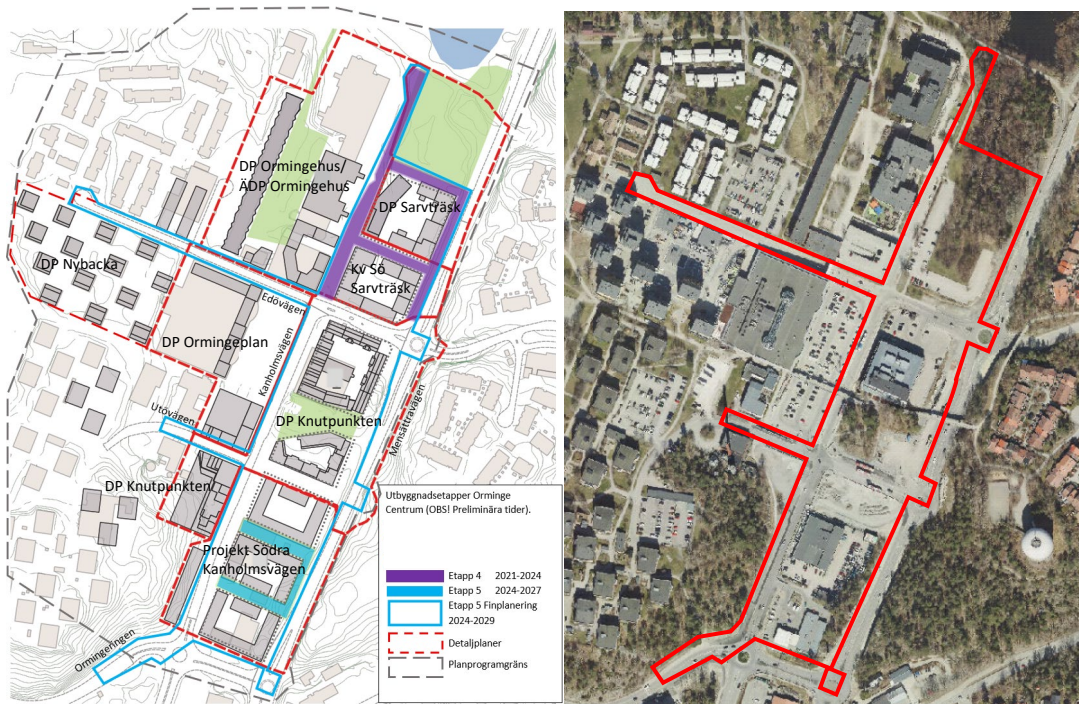 DP Ormingehus/
ÄDP Ormingehus
DP Sarvträsk
DP Nybacka
Kv Sö
Sarvträsk
Edövägen
DP Ormingeplan
Kanholmsvägen
Utövägen
DP Knutpunkten
Mensättravägen
DP Knutpunkten
Projekt Södra
Kanholmsvägen
Ormingeringen
Utbyggnadsetapper Orminge
Centrum (OBS! Preliminära tider).
Etapp 4 2021-2024
Etapp 5 2024-2027
Etapp 5 Finplanering
2024-2029
Detaljplaner
Planprogramgräns